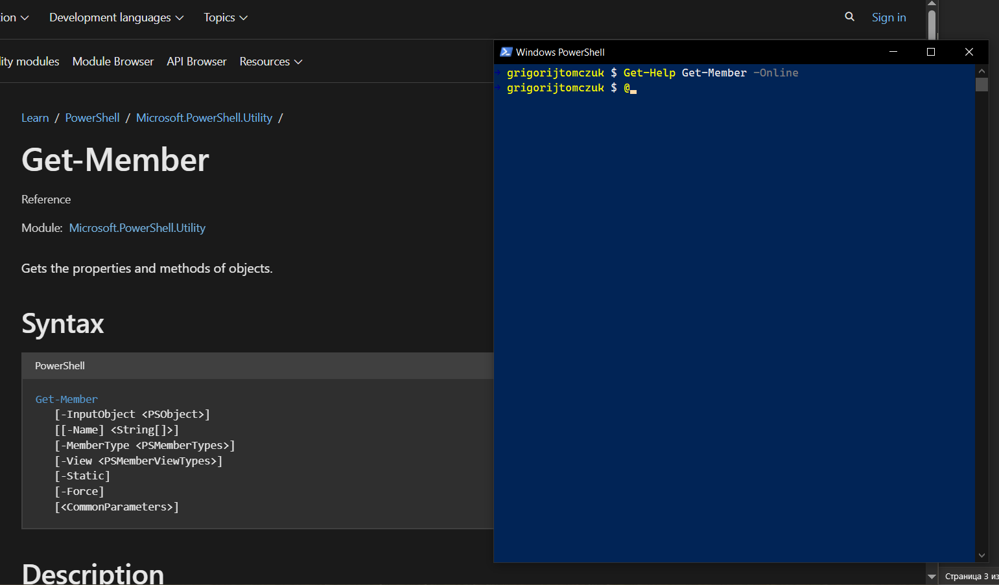 Development languages
Topics
Sign in
modules
Module Browser
API Browser
Resources
Learn / PowerShell / Microsoft.PowerShell.Utility /
Get-Member
Reference
Module: Microsoft.PowerShell.Utility
Gets the properties and methods of objects.
Syntax
PowerShell
Get-Member
[-InputObject <PSObject>]
[[-Name] <String[]>]
[-MemberType <PSMemberTypes>]
[-View <PSMemberViewTypes>]
[-Static]
[-Force]
[<CommonParameters>]
Description
Windows PowerShell
grigorijtomczuk $ Get-Help Get-Member -Online
grigorijtomczuk $ @
Страница 3 из